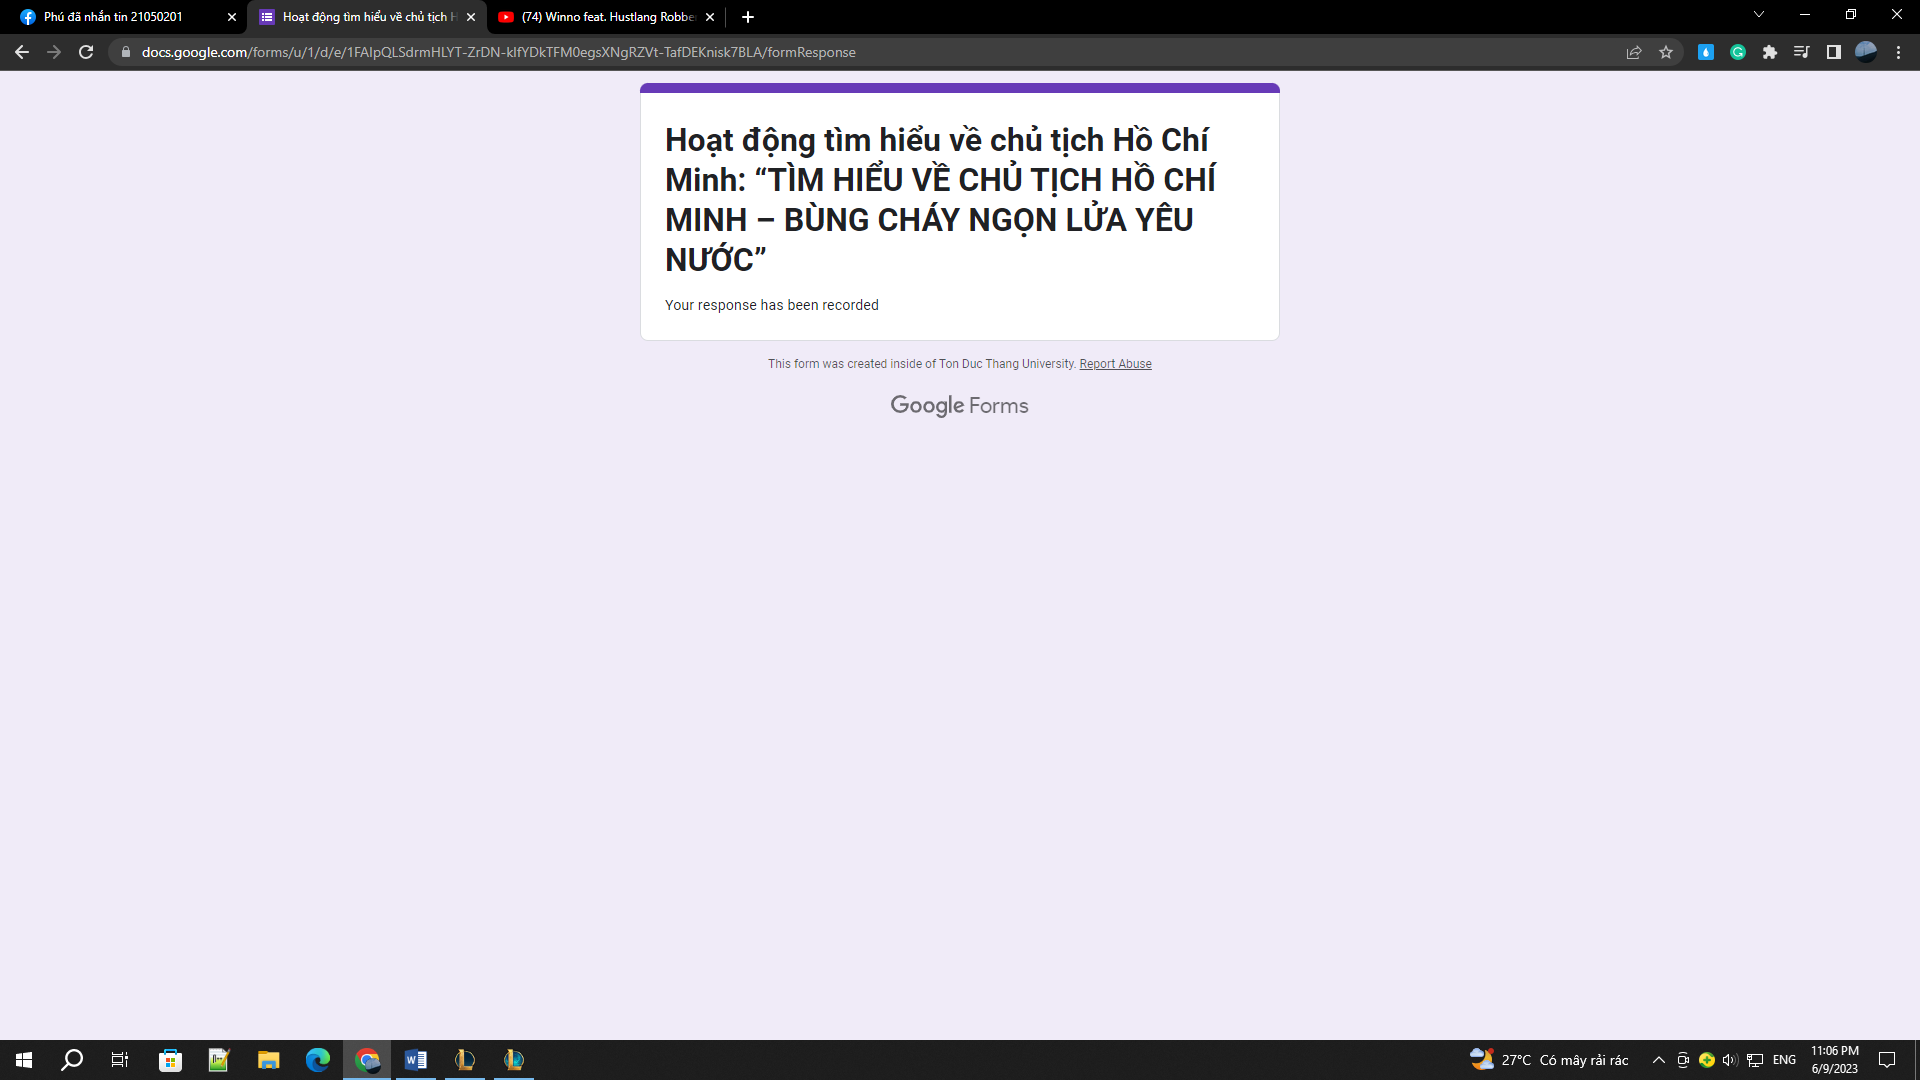 Phú đã nhắn tin 21050201
Hoạt động tìm hiểu về chủ tịch H
(74) Winno feat. Hustlang Robbe
docs.google.com/forms/u/1/d/e/1FAIpQLSdrmHLYT-ZrDN-kIfYDkTFM0egsXNgRZVt-TafDEKnisk7BLA/formResponse
Hoạt động tìm hiểu về chủ tịch Hồ Chí
Minh: “TÌM HIỂU VỀ CHỦ TỊCH HỒ CHÍ
MINH – BÙNG CHÁY NGỌN LỬA YÊU
NƯỚC”
Your response has been recorded
This form was created inside of Ton Duc Thang University. Report Abuse
Google Forms
27°C Có mây rải rác
ENG
11:06 PM
6/9/2023